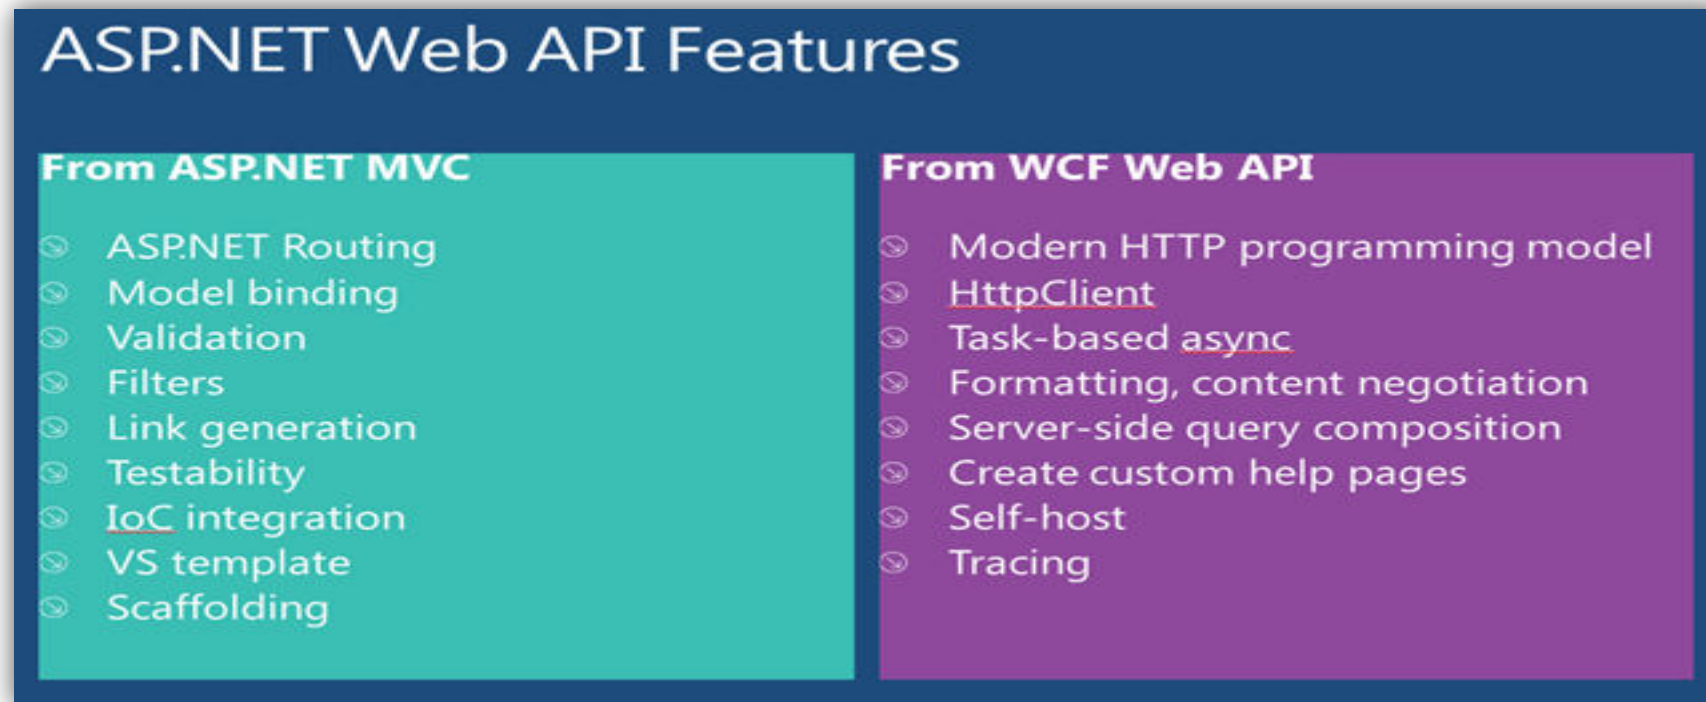 ASP.NET Web API Features
From ASP.NET MVC
ASP.NET Routing
Model binding
Validation
Filters
Link generation
Testability
IoC integration
VS template
Scaffolding
From WCF Web API
Modern HTTP programming model
HttpClient
Task-based async
Formatting, content negotiation
Server-side query composition
Create custom help pages
Self-host
Tracing